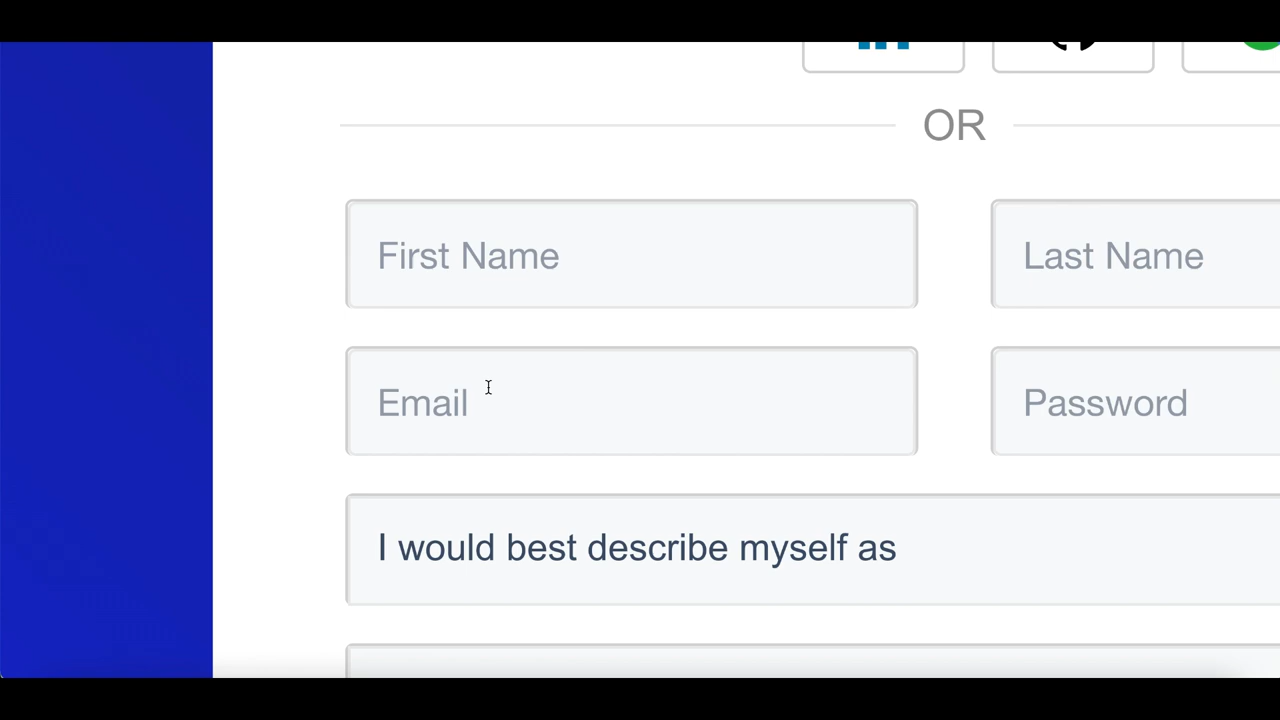 OR
First Name
Last Name
Email
Password
I would best describe myself as